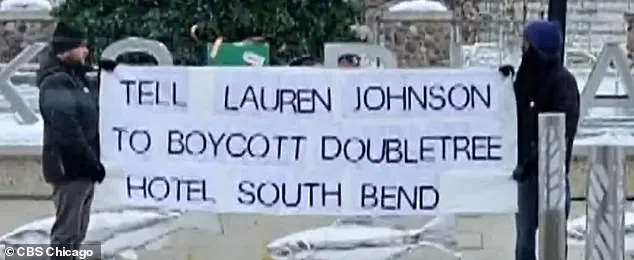 TELL LAUREN JOHNSON
TO BOYCOTT DOUBLETREE
HOTEL SOUTH BEND
© CBS Chicago